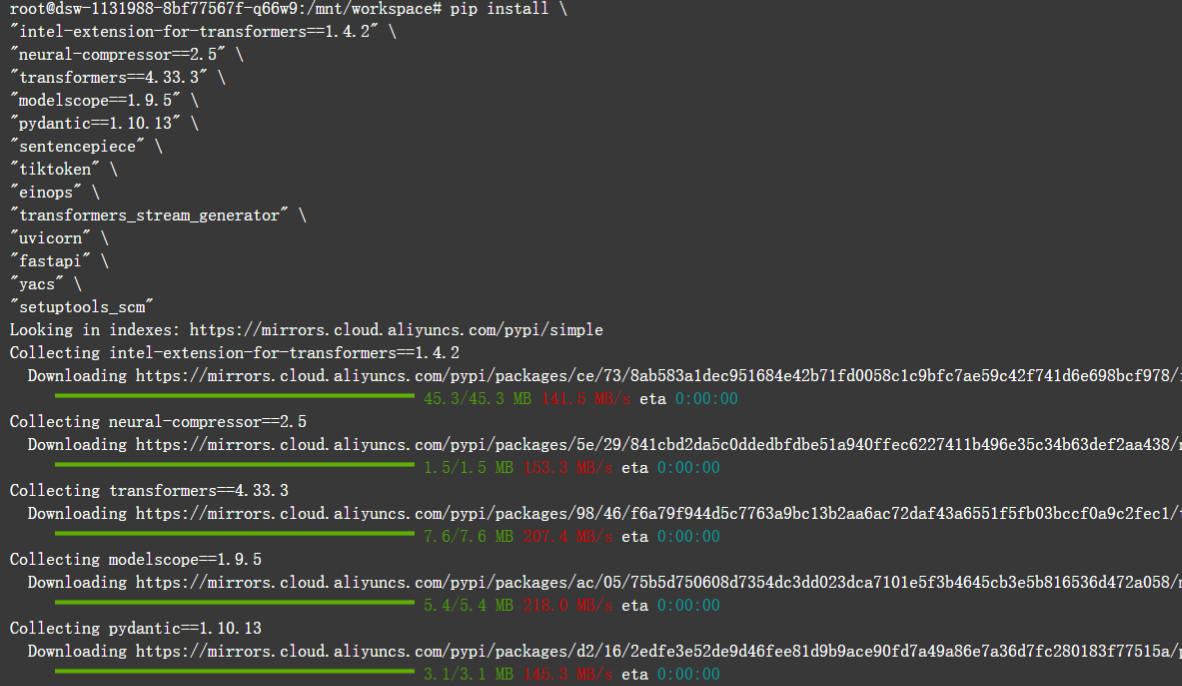 root@dsw-1131988-8bf77567f-q66w9:/mnt/workspace# pip install \
"intel-extension-for-transformers==1.4.2" \
"neural-compressor==2.5" \
"transformers==4.33.3" \
"modelscope==1.9.5" \
"pydantic==1.10.13" \
"sentencepiece" \
"tiktoken" \
"einops" \
"transformers_stream_generator" \
"uvicorn" \
"fastapi" \
"yacs" \
"setuptools_scm"
Looking in indexes: https://mirrors.cloud.aliyuncs.com/pypi/simple
Collecting intel-extension-for-transformers==1.4.2
Downloading https://mirrors.cloud.aliyuncs.com/pypi/packages/ce/73/8ab583a1dec951684e42b71fd0058c1c9bfc7ae59c42f741d6e698bcf978/
45.3/45.3 MB 141.5 MB/s eta 0:00:00
Collecting neural-compressor==2.5
Downloading https://mirrors.cloud.aliyuncs.com/pypi/packages/5e/29/841cbd2da5c0ddedbfdbe51a940ffec6227411b496e35c34b63def2aa438/
1.5/1.5 MB 153.3 MB/s eta 0:00:00
Collecting transformers==4.33.3
Downloading https://mirrors.cloud.aliyuncs.com/pypi/packages/98/46/f6a79f944d5c7763a9bc13b2aa6ac72daf43a6551f5fb03bccf0a9c2fec1/
7.6/7.6 MB 207.4 MB/s eta 0:00:00
Collecting modelscope==1.9.5
Downloading https://mirrors.cloud.aliyuncs.com/pypi/packages/ac/05/75b5d750608d7354dc3dd023dca7101e5f3b4645cb3e5b816536d472a058/
5.4/5.4 MB 218.0 MB/s eta 0:00:00
Collecting pydantic==1.10.13
Downloading https://mirrors.cloud.aliyuncs.com/pypi/packages/d2/16/2edfe3e52de9d46fee81d9b9ace90fd7a49a86e7a36d7fc280183f77515a/
3.1/3.1 MB 145.3 MB/s eta 0:00:00